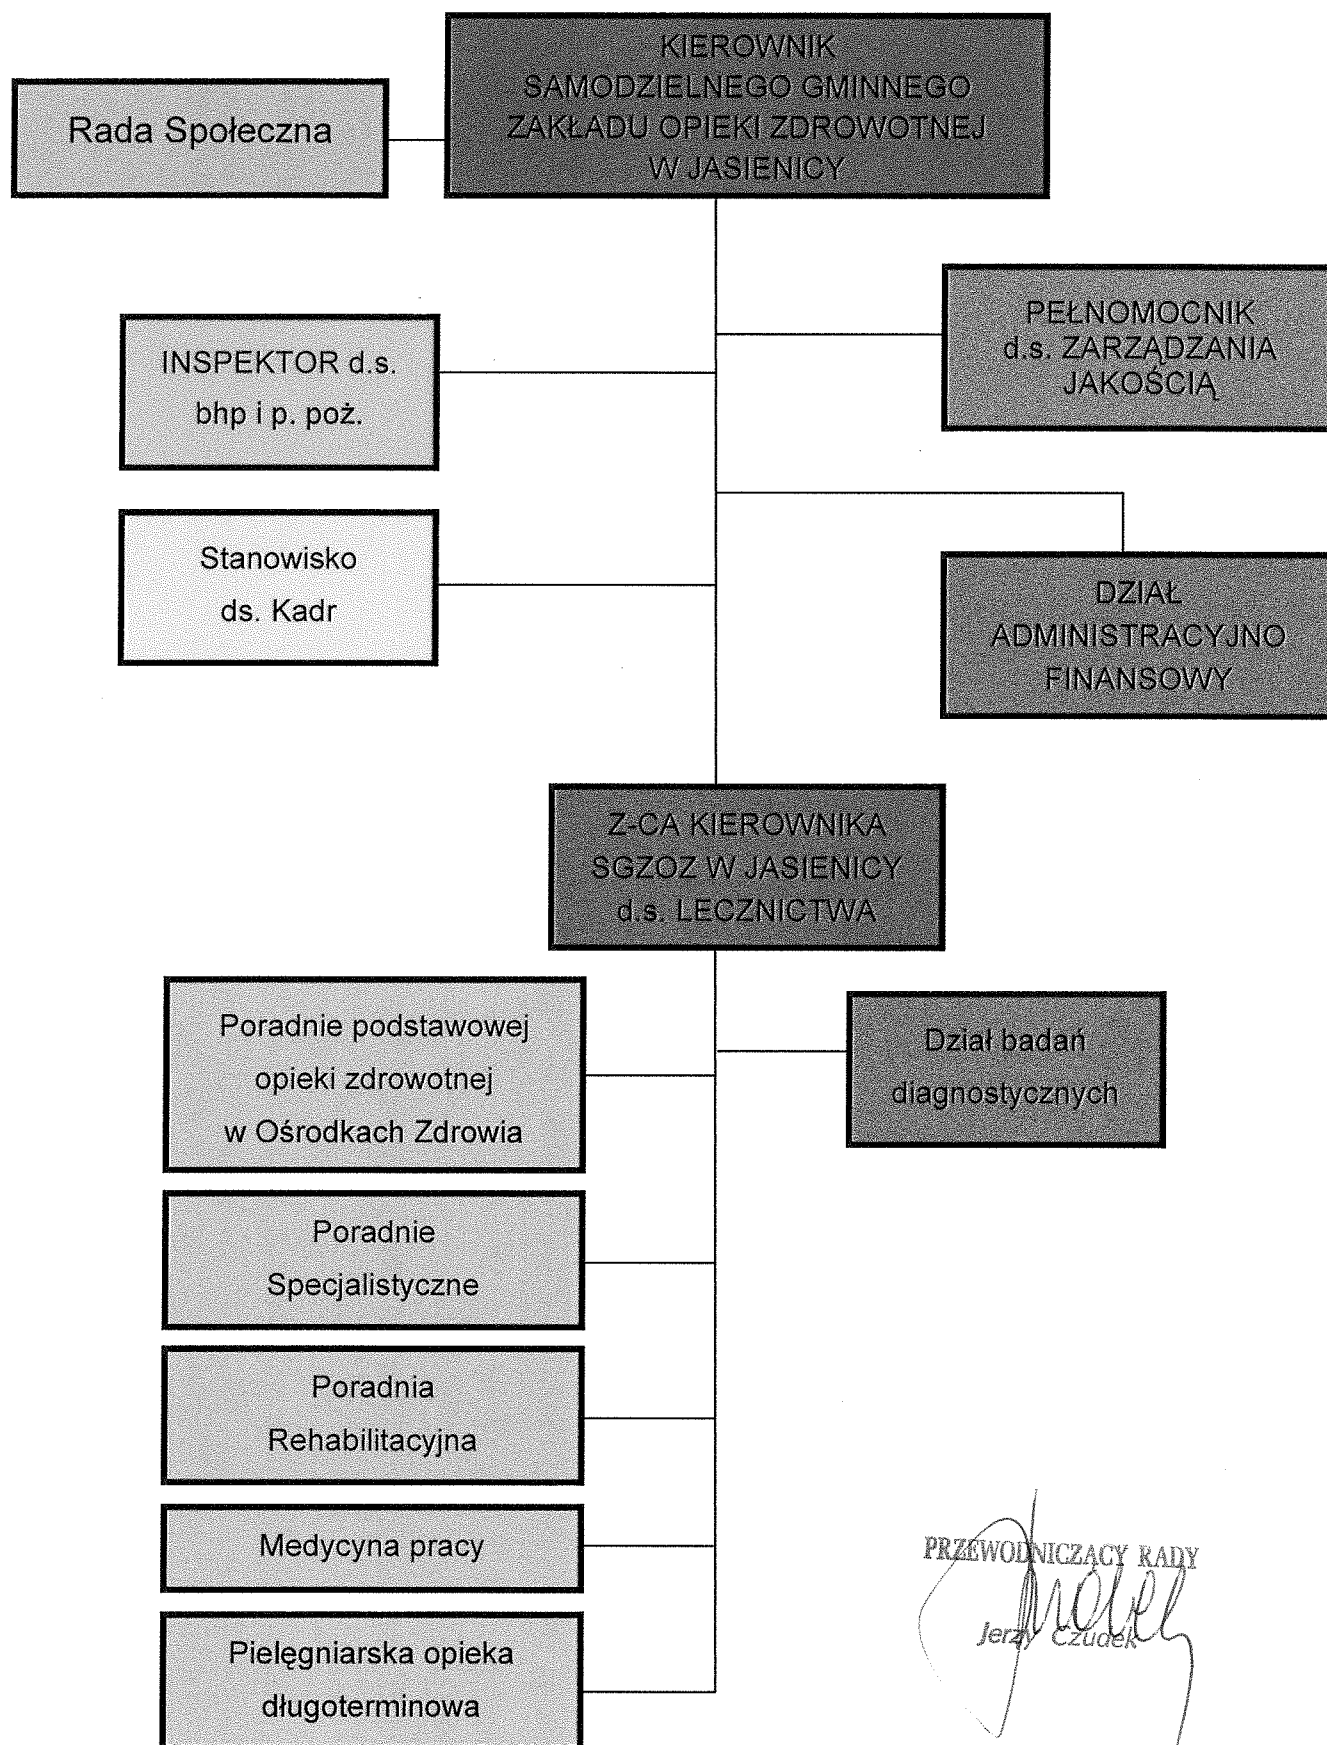 KIEROWNIK
SAMODZIELNEGO GMINNEGO
ZAKŁADU OPIEKI ZDROWOTNEJ
W JASIENICY
Rada Społeczna
PEŁNOMOCNIK
d.s. ZARZĄDZANIA
JAKOŚCIĄ
INSPEKTOR d.s.
bhp i p. poż.
Stanowisko
ds. Kadr
DZIAŁ
ADMINISTRACYJNO
FINANSOWY
Z-CA KIEROWNIKA
SGZOZ W JASIENICY
d.s. LECZNICTWA
Poradnie podstawowej
opieki zdrowotnej
w Ośrodkach Zdrowia
Dział badań
diagnostycznych
Poradnie
Specjalistyczne
Poradnia
Rehabilitacyjna
Medycyna pracy
Pielęgniarska opieka
długoterminowa
PRZEWODNICZĄCY RADY
Jerzy Czudek